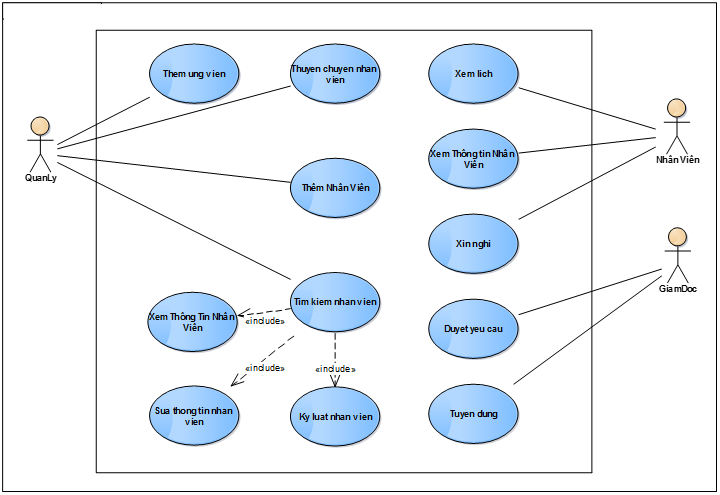 Them ung vien
Thuyen chuyen nhan
vien
Xem lich
QuanLy
Xem Thông tin Nhân
Viên
NhânViên
Thêm Nhân Viên
Xin nghi
GiamDoc
Tim kiem nhan vien
Xem Thông Tin Nhân
Viên
«include»
Duyet yeu cau
«include»
«include»
Sua thong tin nhan
vien
Ky luat nhan vien
Tuyen dung